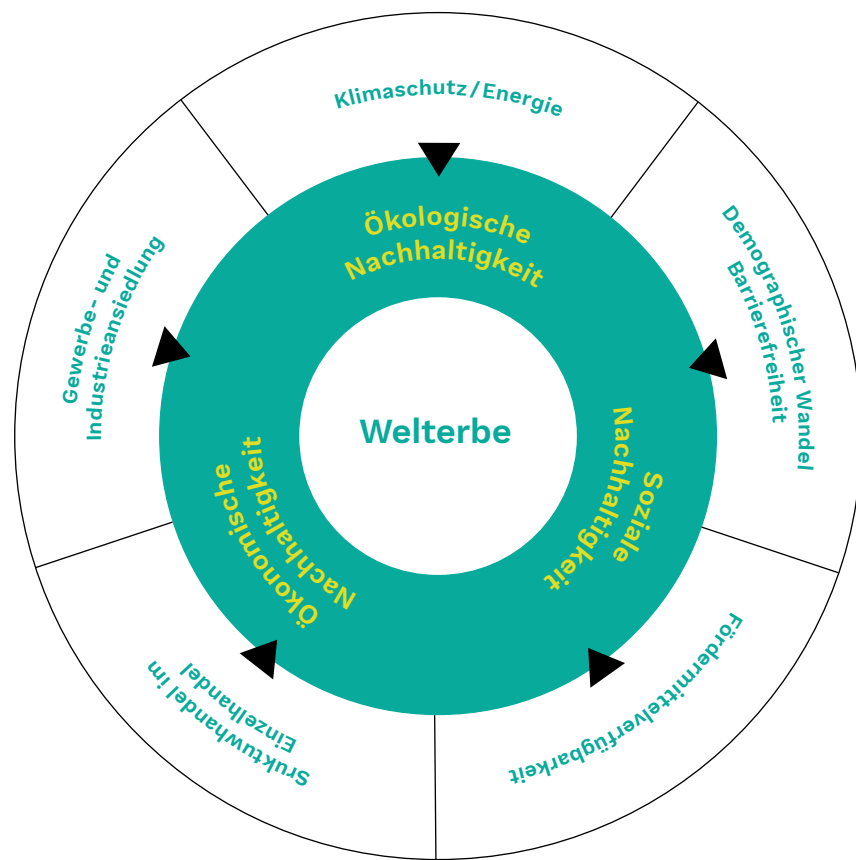 Klimaschutz/Energie
Demographischer Wandel
Barrierefreiheit
Fördermittelverfügbarkeit
Sruktuwhandel im
Einzelhandel
Gewerbe- und
Industrieansiedlung
Ökologische
Nachhaltigkeit
Soziale
Nachhaltigkeit
Ökonomische
Nachhaltigkeit
Welterbe